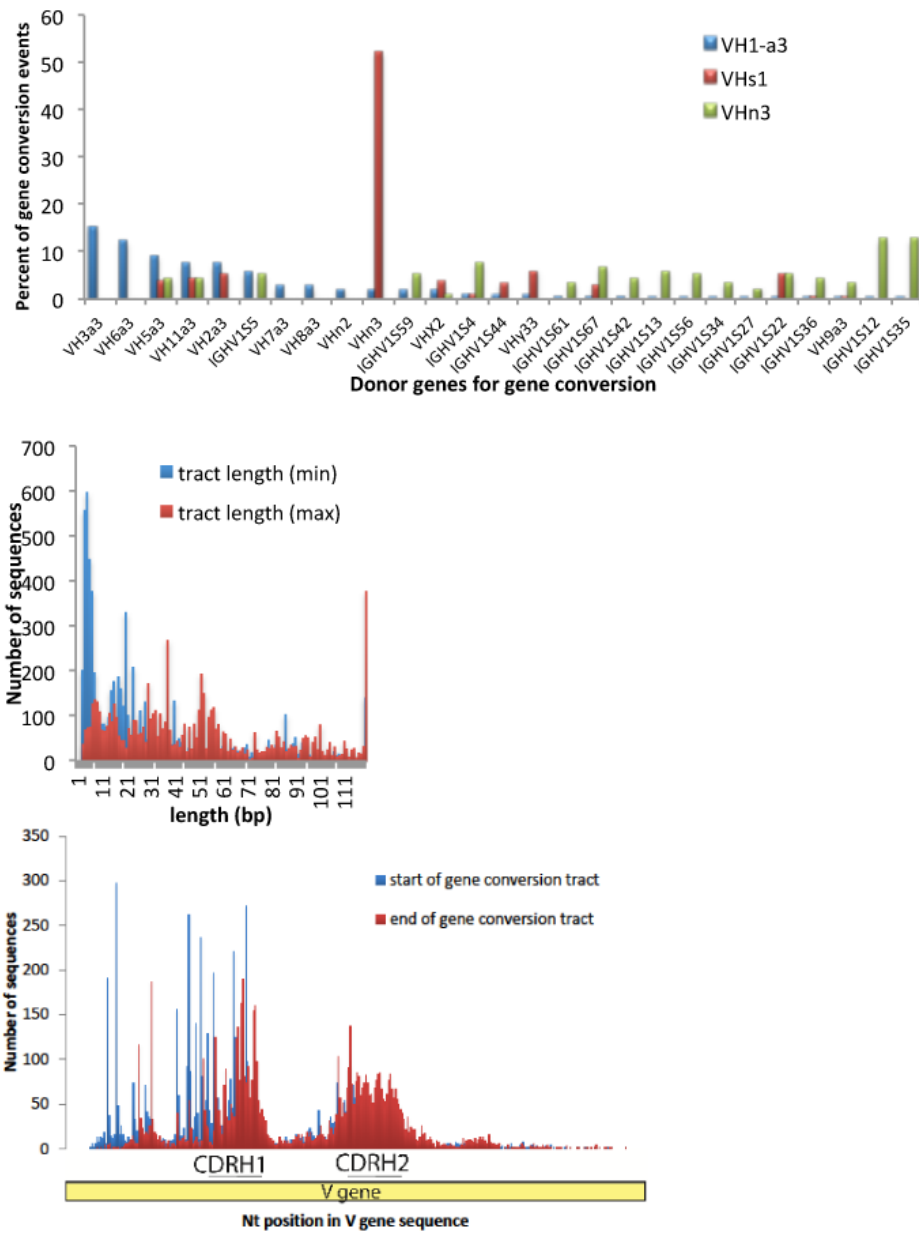 60
50
40
30
20
10
0
Percent of gene conversion events
VH1-a3
VHs1
VHn3
VH3a3
VH6a3
VH5a3
VH11a3
VH2a3
IGHV1S5
VH7a3
VH8a3
VHn2
VHn3
IGHV1S59
VHX2
IGHV1S4
IGHV1S44
VHy33
IGHV1S61
IGHV1S67
IGHV1S42
IGHV1S13
IGHV1S56
IGHV1S34
IGHV1S27
IGHV1S22
IGHV1S36
VH9a3
IGHV1S12
IGHV1S35
Donor genes for gene conversion
700
600
500
400
300
200
100
0
Number of sequences
tract length (min)
tract length (max)
1
11
21
31
41
51
61
71
81
91
101
111
length (bp)
350
300
250
200
150
100
50
0
Number of sequences
start of gene conversion tract
end of gene conversion tract
CDRH1 CDRH2
V gene
Nt position in V gene sequence